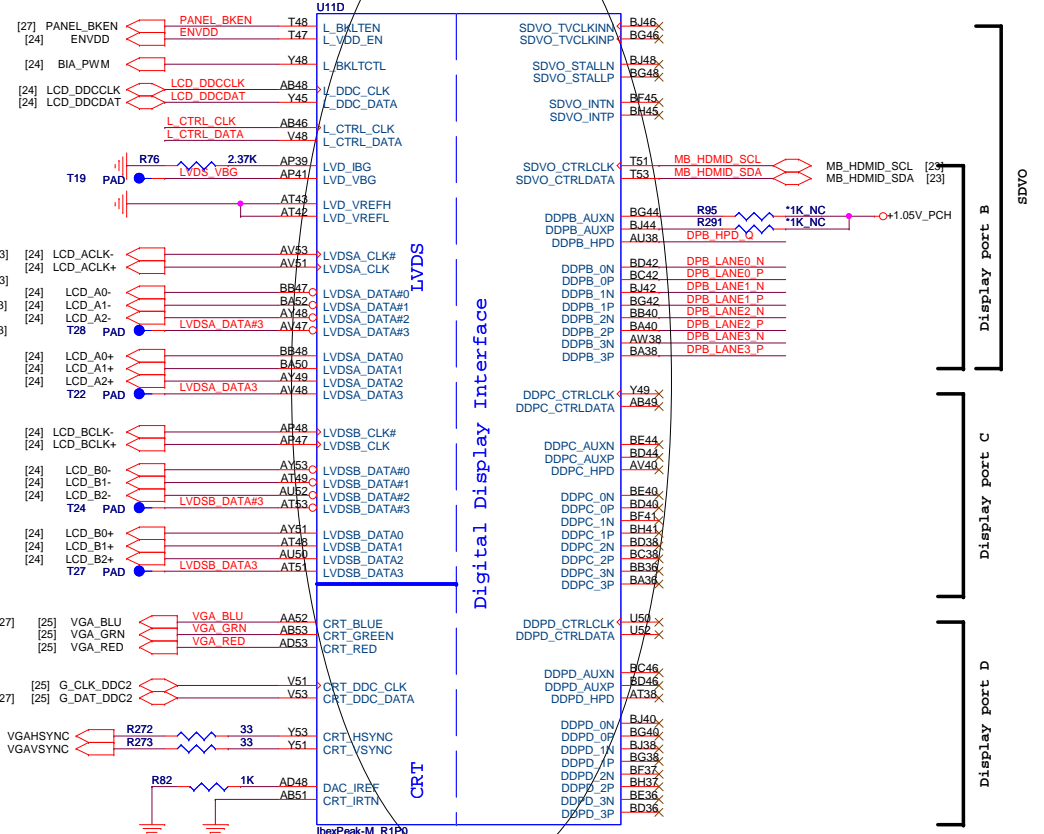 U11D
[27] PANEL_BKEN PANEL_BKEN T48 L_BKLTEN
[24] ENVDD ENVDD T47 L_VDD_EN
[24] BIA_PWM Y48 L_BKLTCTL
[24] LCD_DDCCLK LCD_DDCCLK AB48 L_DDC_CLK
[24] LCD_DDCDAT LCD_DDCDAT Y45 L_DDC_DATA
L_CTRL_CLK AB46 L_CTRL_CLK
L_CTRL_DATA V48 L_CTRL_DATA
R76 2.37K AP39 LVD_IBG
T19 PAD LVDS_VBG AP41 LVD_VBG
AT43 LVD_VREFH
AT42 LVD_VREFL
3] [24] LCD_ACLK- AV53 LVDSA_CLK#
[24] LCD_ACLK+ AV51 LVDSA_CLK
3]
[24] LCD_A0- BB47 LVDSA_DATA#0
3] [24] LCD_A1- BA52 LVDSA_DATA#1
[24] LCD_A2- AY48 LVDSA_DATA#2
3] T28 PAD LVDSA_DATA#3 AV47 LVDSA_DATA#3
[24] LCD_A0+ BB48 LVDSA_DATA0
[24] LCD_A1+ BA50 LVDSA_DATA1
[24] LCD_A2+ AY49 LVDSA_DATA2
T22 PAD LVDSA_DATA3 AV48 LVDSA_DATA3
[24] LCD_BCLK- AP48 LVDSB_CLK#
[24] LCD_BCLK+ AP47 LVDSB_CLK
[24] LCD_B0- AY53 LVDSB_DATA#0
[24] LCD_B1- AT49 LVDSB_DATA#1
[24] LCD_B2- AU52 LVDSB_DATA#2
T24 PAD LVDSB_DATA#3 AT53 LVDSB_DATA#3
[24] LCD_B0+ AY51 LVDSB_DATA0
[24] LCD_B1+ AT48 LVDSB_DATA1
[24] LCD_B2+ AU50 LVDSB_DATA2
T27 PAD LVDSB_DATA3 AT51 LVDSB_DATA3
27] [25] VGA_BLU VGA_BLU AA52 CRT_BLUE
[25] VGA_GRN VGA_GRN AB53 CRT_GREEN
[25] VGA_RED VGA_RED AD53 CRT_RED
[25] G_CLK_DDC2 V51 CRT_DDC_CLK
27] [25] G_DAT_DDC2 V53 CRT_DDC_DATA
VGAHSYNC R272 33 Y53 CRT_HSYNC
VGAVSYNC R273 33 Y51 CRT_VSYNC
R82 1K AD48 DAC_IREF
AB51 CRT_IRTN
LVDS
CRT
Digital Display Interface
SDVO_TVCLKINN BJ46
SDVO_TVCLKINP BG46
SDVO_STALLN BJ48
SDVO_STALLP BG48
SDVO_INTN BF45
SDVO_INTP BH45
SDVO_CTRLCLK T51 MB_HDMID_SCL MB_HDMID_SCL [23]
SDVO_CTRLDATA T53 MB_HDMID_SDA MB_HDMID_SDA [23]
DDPB_AUXN BG44 R95 *1K_NC +1.05V_PCH
DDPB_AUXP BJ44 R291 *1K_NC
DDPB_HPD AU38 DPB_HPD_Q
DDPB_0N BD42 DPB_LANE0_N
DDPB_0P BC42 DPB_LANE0_P
DDPB_1N BJ42 DPB_LANE1_N
DDPB_1P BG42 DPB_LANE1_P
DDPB_2N BB40 DPB_LANE2_N
DDPB_2P BA40 DPB_LANE2_P
DDPB_3N AW38 DPB_LANE3_N
DDPB_3P BA38 DPB_LANE3_P
DDPC_CTRLCLK Y49
DDPC_CTRLDATA AB49
DDPC_AUXN BE44
DDPC_AUXP BD44
DDPC_HPD AV40
DDPC_0N BE40
DDPC_0P BD40
DDPC_1N BF41
DDPC_1P BH41
DDPC_2N BD38
DDPC_2P BC38
DDPC_3N BB36
DDPC_3P BA36
DDPD_CTRLCLK U50
DDPD_CTRLDATA U52
DDPD_AUXN BC46
DDPD_AUXP BD46
DDPD_HPD AT38
DDPD_0N BJ40
DDPD_0P BG40
DDPD_1N BJ38
DDPD_1P BG38
DDPD_2N BF37
DDPD_2P BH37
DDPD_3N BE36
DDPD_3P BD36
SDVO
Display port B
Display port C
Display port D
IbexPeak-M_R1P0